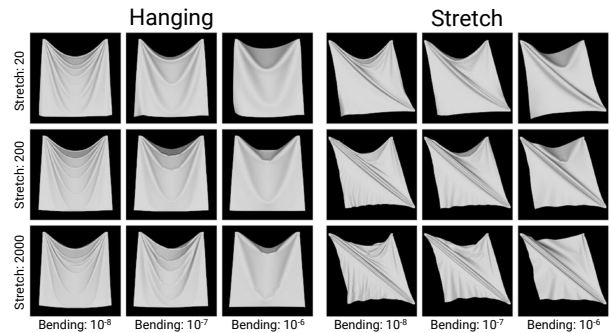 Hanging Stretch
Stretch: 20
Stretch: 200
Stretch: 2000
Bending: 10⁻⁸ Bending: 10⁻⁷ Bending: 10⁻⁶ Bending: 10⁻⁸ Bending: 10⁻⁷ Bending: 10⁻⁶